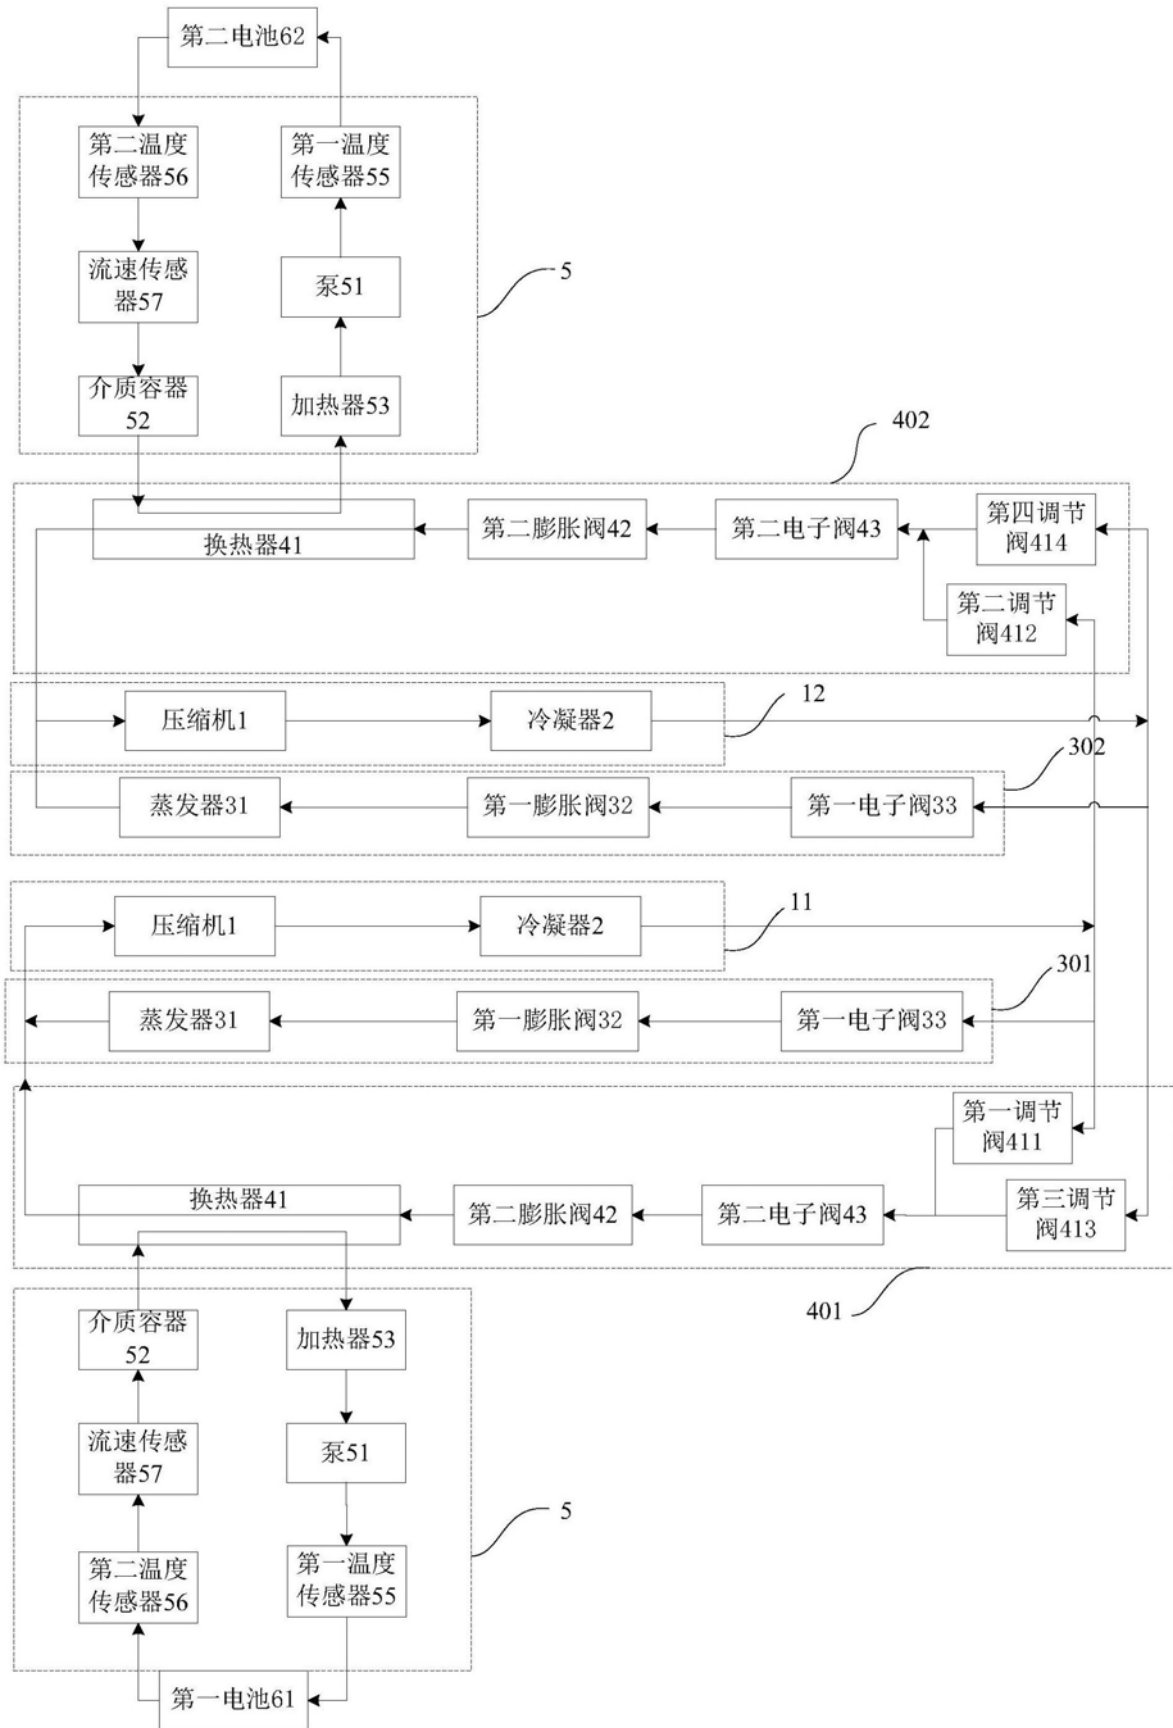 第二电池62
第二温度
传感器56
第一温度
传感器55
流速传感
器57
泵51
5
介质容器
52
加热器53
402
换热器41
第二膨胀阀42
第二电子阀43
第四调节
阀414
第二调节
阀412
压缩机1
冷凝器2
12
302
蒸发器31
第一膨胀阀32
第一电子阀33
压缩机1
冷凝器2
11
301
蒸发器31
第一膨胀阀32
第一电子阀33
第一调节
阀411
换热器41
第二膨胀阀42
第二电子阀43
第三调节
阀413
401
介质容器
52
加热器53
流速传感
器57
泵51
5
第二温度
传感器56
第一温度
传感器55
第一电池61